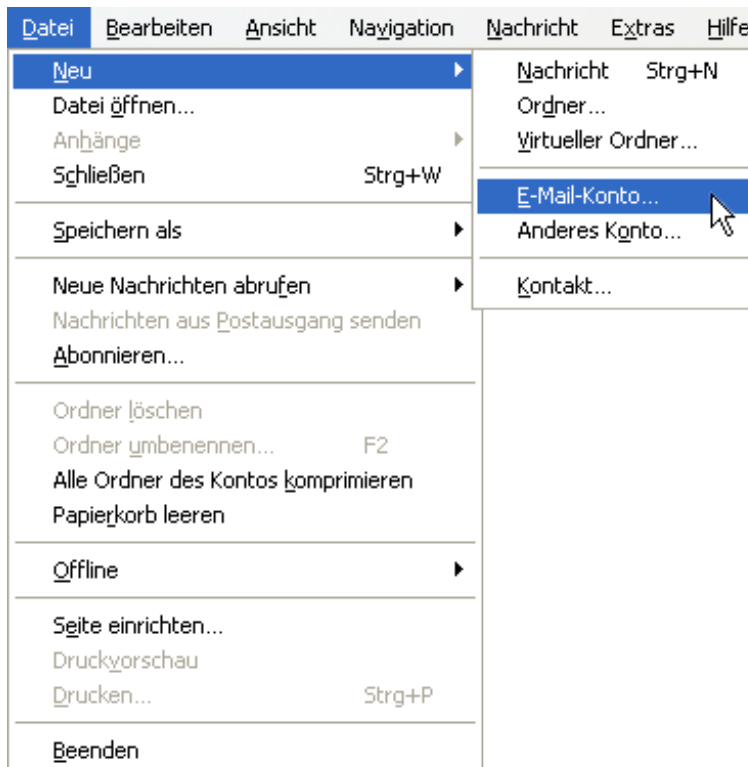 Datei Bearbeiten Ansicht Navigation Nachricht Extras Hilfe
Neu
Datei öffnen...
Anhänge
Schließen Strg+W
Speichern als
Neue Nachrichten abrufen
Nachrichten aus Postausgang senden
Abonnieren...
Ordner löschen
Ordner umbenennen... F2
Alle Ordner des Kontos komprimieren
Papierkorb leeren
Offline
Seite einrichten...
Druckvorschau
Drucken... Strg+P
Beenden
Nachricht Strg+N
Ordner...
Virtueller Ordner...
E-Mail-Konto...
Anderes Konto...
Kontakt...